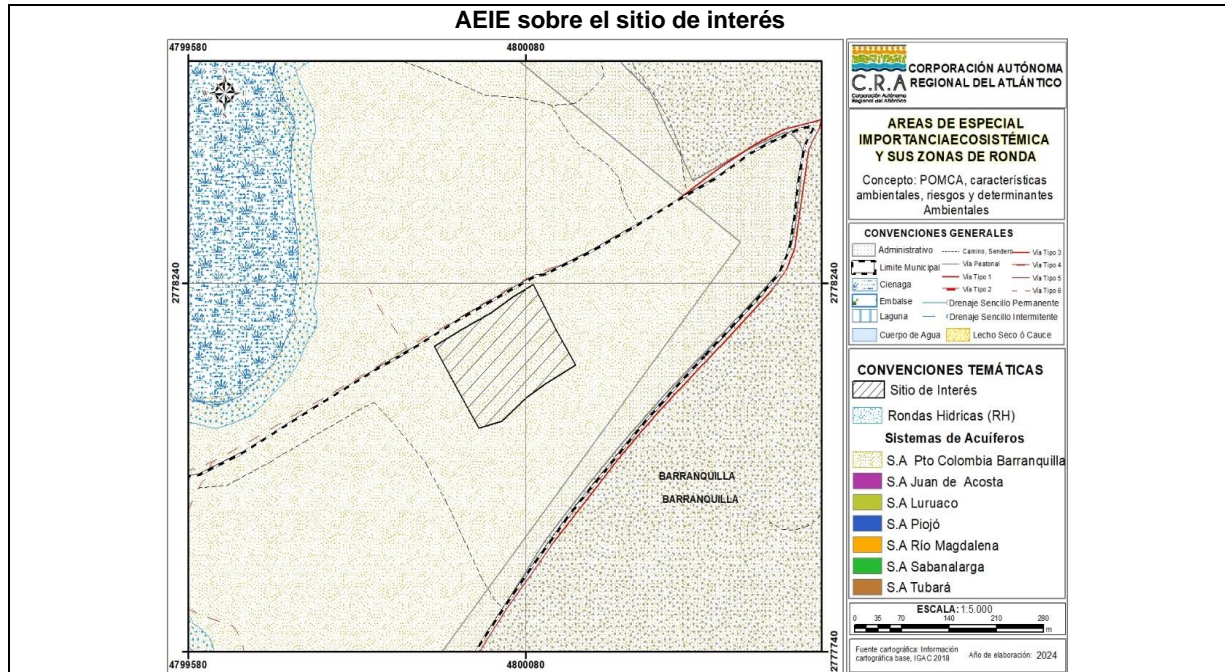 AEIE sobre el sitio de interés
4799580
4800080
2778240
2778240
BARRANQUILLA
BARRANQUILLA
4799580
4800080
2777740
C.R.A
Corporación Autónoma
Regional del Atlántico
CORPORACIÓN AUTÓNOMA
REGIONAL DEL ATLÁNTICO
AREAS DE ESPECIAL
IMPORTANCIAECOSISTÉMICA
Y SUS ZONAS DE RONDA
Concepto: POMCA, características
ambientales, riesgos y determinantes
Ambientales
CONVENCIONES GENERALES
Administrativo
Limite Municipal
Cienaga
Embalse
Laguna
Cuerpo de Agua
Camino, Sendero
Vía Peatonal
Vía Tipo 1
Vía Tipo 2
Vía Tipo 3
Vía Tipo 4
Vía Tipo 5
Vía Tipo 6
Drenaje Sencillo Permanente
Drenaje Sencillo Intermitente
Lecho Seco ó Cauce
CONVENCIONES TEMÁTICAS
Sitio de Interés
Rondas Hidricas (RH)
Sistemas de Acuíferos
S.A Pto Colombia Barranquilla
S.A Juan de Acosta
S.A Luruaco
S.A Piojó
S.A Río Magdalena
S.A Sabanalarga
S.A Tubará
ESCALA: 1:5.000
0 35 70 140 210 280
m
Fuente cartográfica: Información
cartográfica base, IGAC 2018
Año de elaboración: 2024